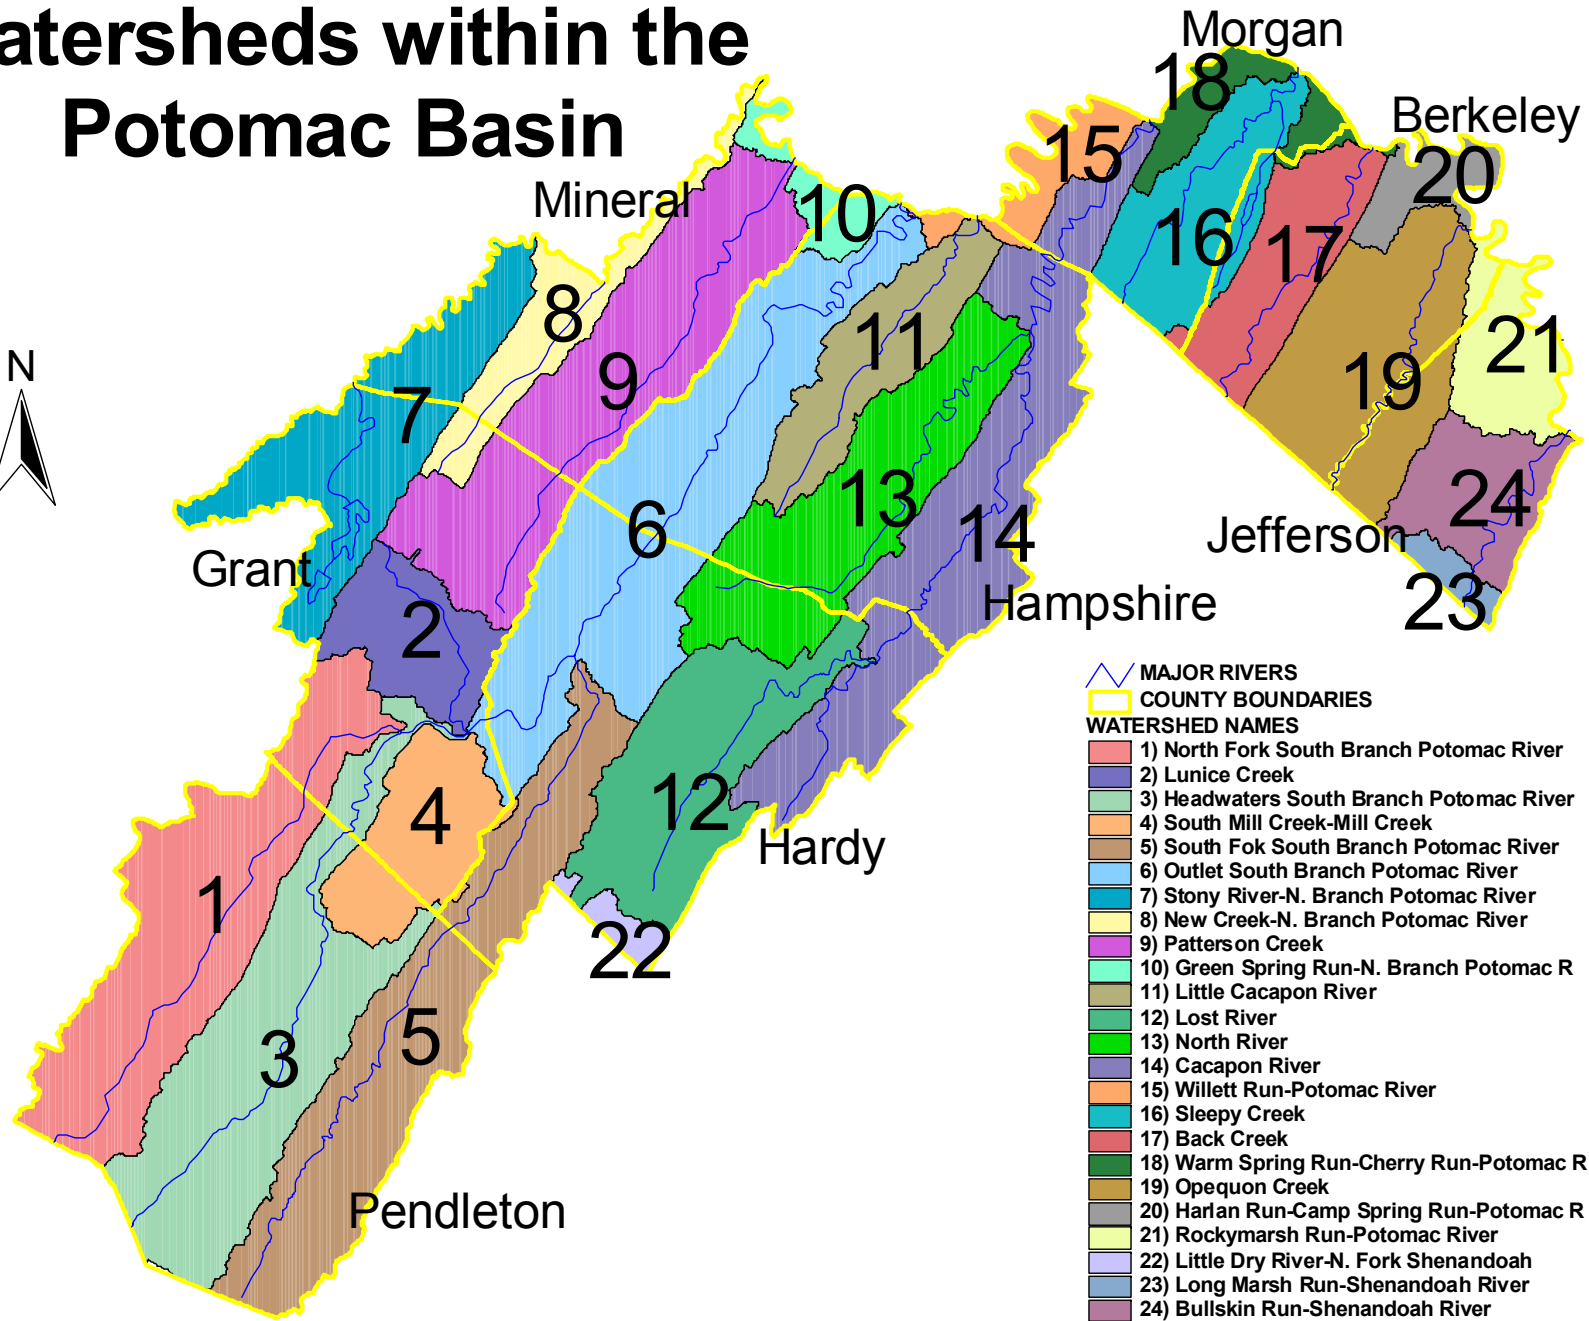 atersheds within the
Potomac Basin
Morgan
18
Berkeley
15
20
Mineral
10
16
17
8
11
21
9
19
N
7
13
24
6
14
Jefferson
Grant
Hampshire
23
2
12
4
Hardy
1
22
3
5
Pendleton
MAJOR RIVERS
COUNTY BOUNDARIES
WATERSHED NAMES
1) North Fork South Branch Potomac River
2) Lunice Creek
3) Headwaters South Branch Potomac River
4) South Mill Creek-Mill Creek
5) South Fok South Branch Potomac River
6) Outlet South Branch Potomac River
7) Stony River-N. Branch Potomac River
8) New Creek-N. Branch Potomac River
9) Patterson Creek
10) Green Spring Run-N. Branch Potomac R
11) Little Cacapon River
12) Lost River
13) North River
14) Cacapon River
15) Willett Run-Potomac River
16) Sleepy Creek
17) Back Creek
18) Warm Spring Run-Cherry Run-Potomac R
19) Opequon Creek
20) Harlan Run-Camp Spring Run-Potomac R
21) Rockymarsh Run-Potomac River
22) Little Dry River-N. Fork Shenandoah
23) Long Marsh Run-Shenandoah River
24) Bullskin Run-Shenandoah River